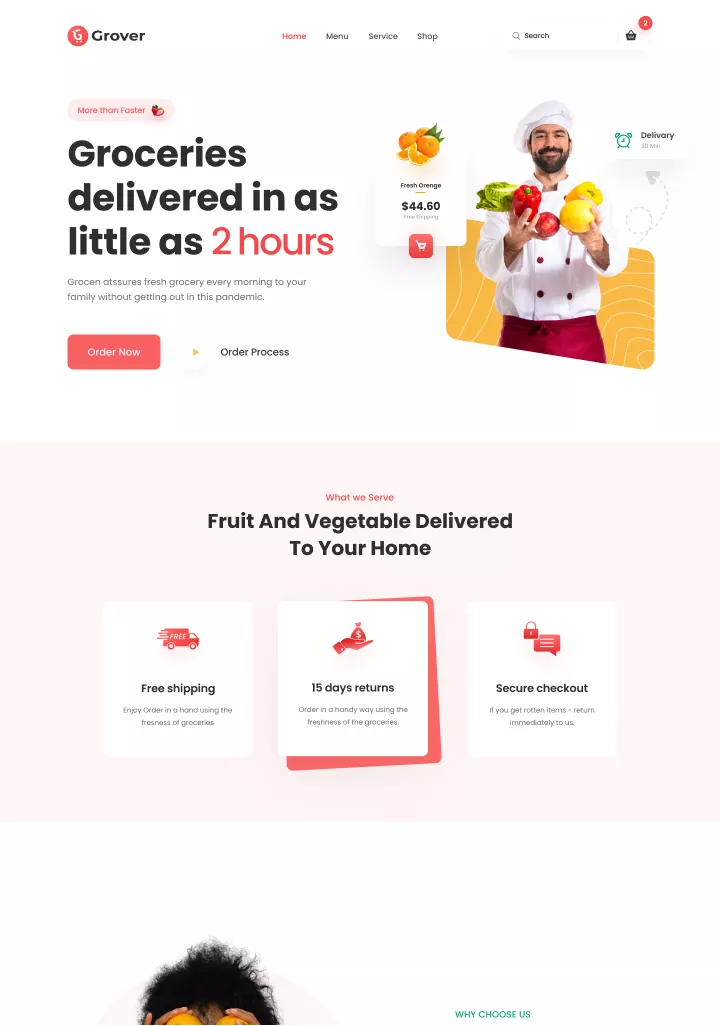 Grover
Home Menu Service Shop
Search
2
More than Faster
Groceries
delivered in as
little as 2 hours
Grocen atssures fresh grocery every morning to your
family without getting out in this pandemic.
Order Now
Order Process
Fresh Orenge
$44.60
Free Shipping
Delivary
30 Min
What we Serve
Fruit And Vegetable Delivered
To Your Home
FREE
Free shipping
Enjoy Order in a hand using the
fresness of groceries
$
15 days returns
Order in a handy way using the
freshness of the groceries.
Secure checkout
If you get rotten items - return
immediately to us.
WHY CHOOSE US